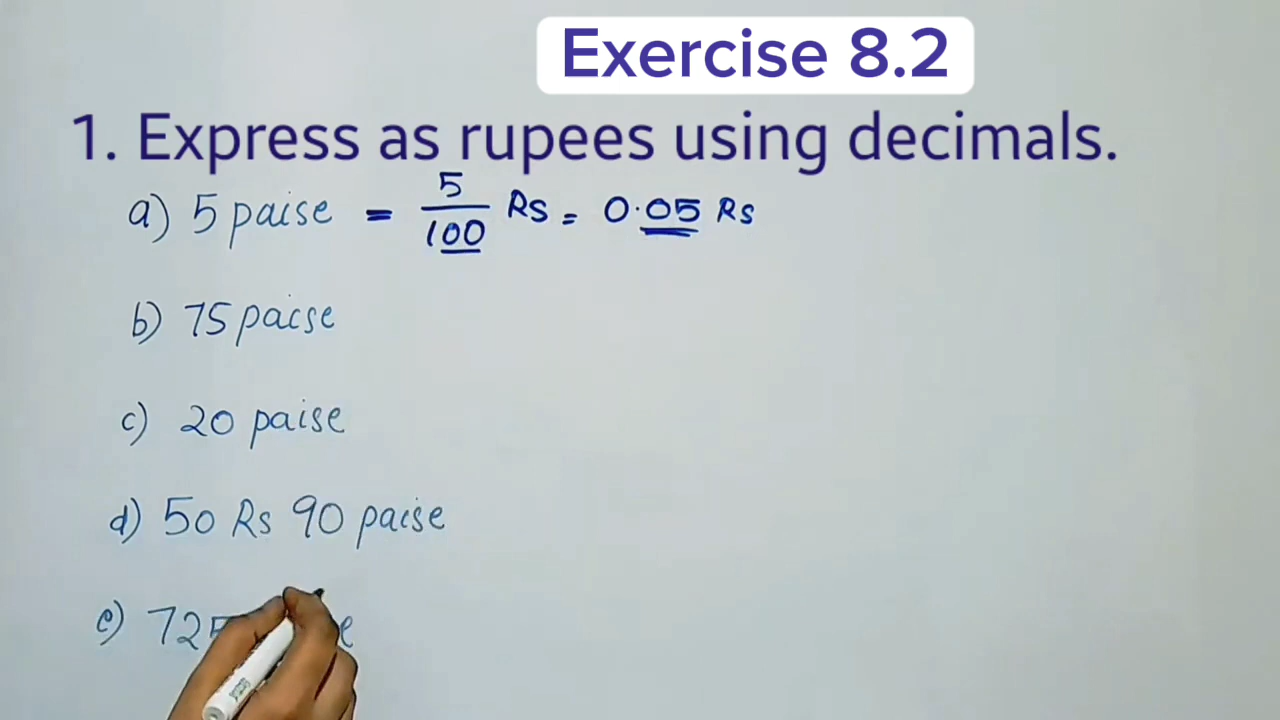 Exercise 8.2
1. Express as rupees using decimals.
a) 5 paise = 5/100 Rs = 0.05 Rs
b) 75 paise
c) 20 paise
d) 50 Rs 90 paise
e) 725